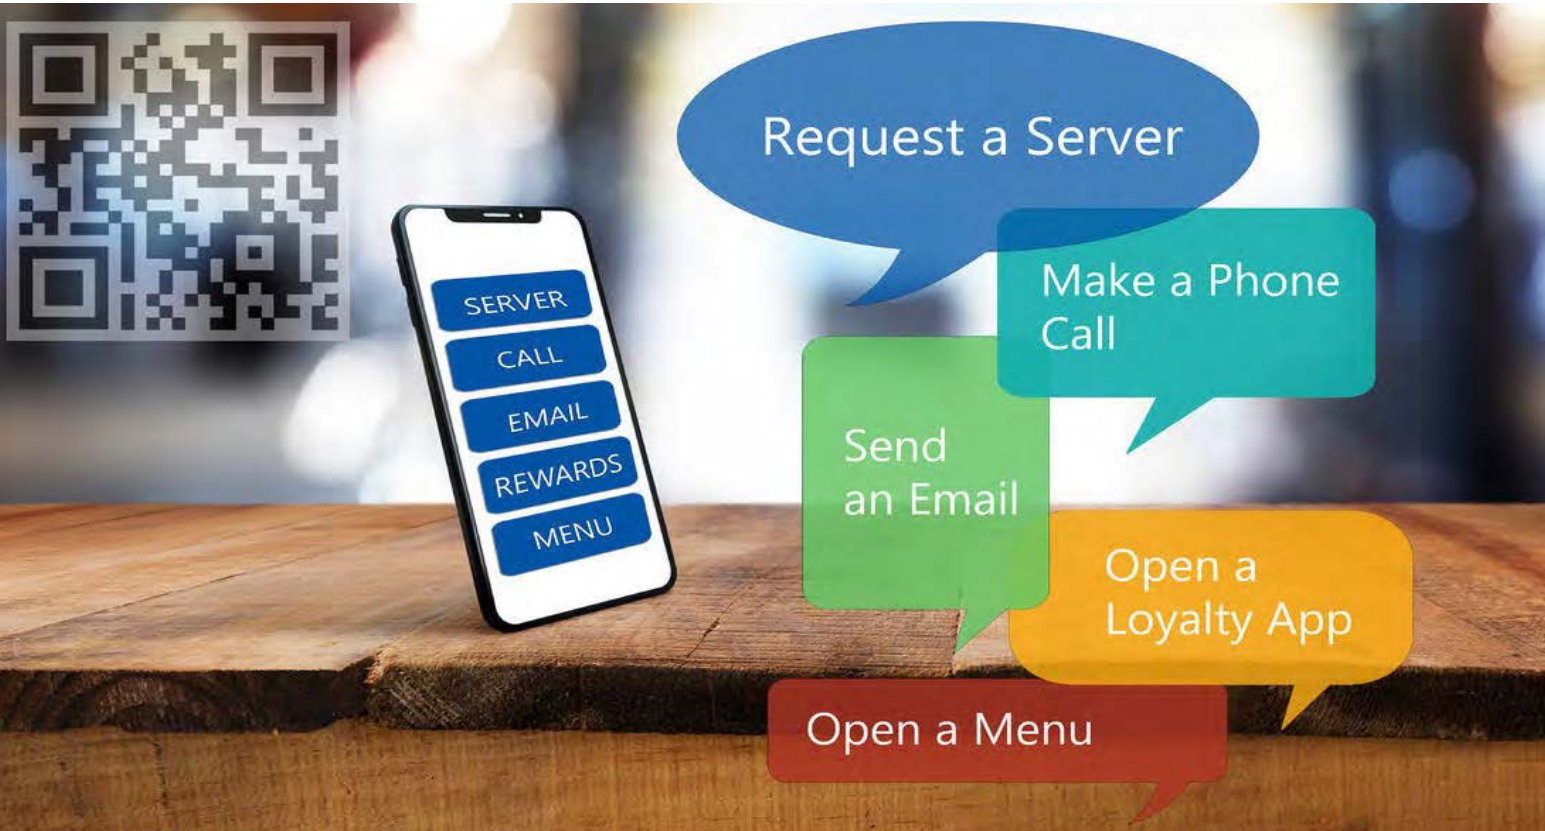 Request a Server
Make a Phone
Call
Send
an Email
Open a
Loyalty App
Open a Menu
SERVER
CALL
EMAIL
REWARDS
MENU